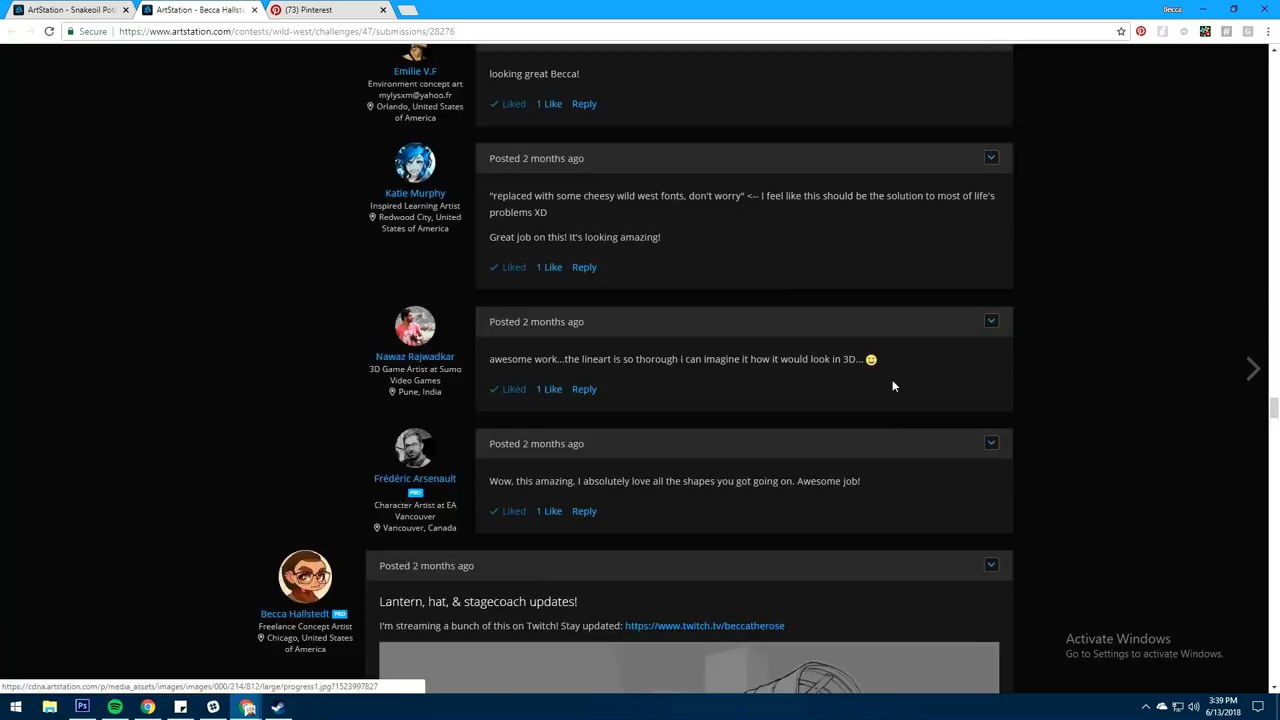 ArtStation - Snakeoil Pot
ArtStation - Becca Hallst
(73) Pinterest
Becca
Secure
https://www.artstation.com/contests/wild-west/challenges/47/submissions/28276
Emilie V.F
Environment concept art
mylysxm@yahoo.fr
Orlando, United States
of America
looking great Becca!
Liked 1 Like Reply
Katie Murphy
Inspired Learning Artist
Redwood City, United
States of America
Posted 2 months ago
"replaced with some cheesy wild west fonts, don't worry" <-- I feel like this should be the solution to most of life's
problems XD
Great job on this! It's looking amazing!
Liked 1 Like Reply
Nawaz Rajwadkar
3D Game Artist at Sumo
Video Games
Pune, India
Posted 2 months ago
awesome work...the lineart is so thorough i can imagine it how it would look in 3D...
Liked 1 Like Reply
Frédéric Arsenault
PRO
Character Artist at EA
Vancouver
Vancouver, Canada
Posted 2 months ago
Wow, this amazing, I absolutely love all the shapes you got going on. Awesome job!
Liked 1 Like Reply
Becca Hallstedt PRO
Freelance Concept Artist
Chicago, United States
of America
Posted 2 months ago
Lantern, hat, & stagecoach updates!
I'm streaming a bunch of this on Twitch! Stay updated: https://www.twitch.tv/beccatherose
Activate Windows
Go to Settings to activate Windows.
https://cdna.artstation.com/p/media_assets/images/images/000/214/812/large/progress1.jpg?1523997827
3:39 PM
6/13/2018